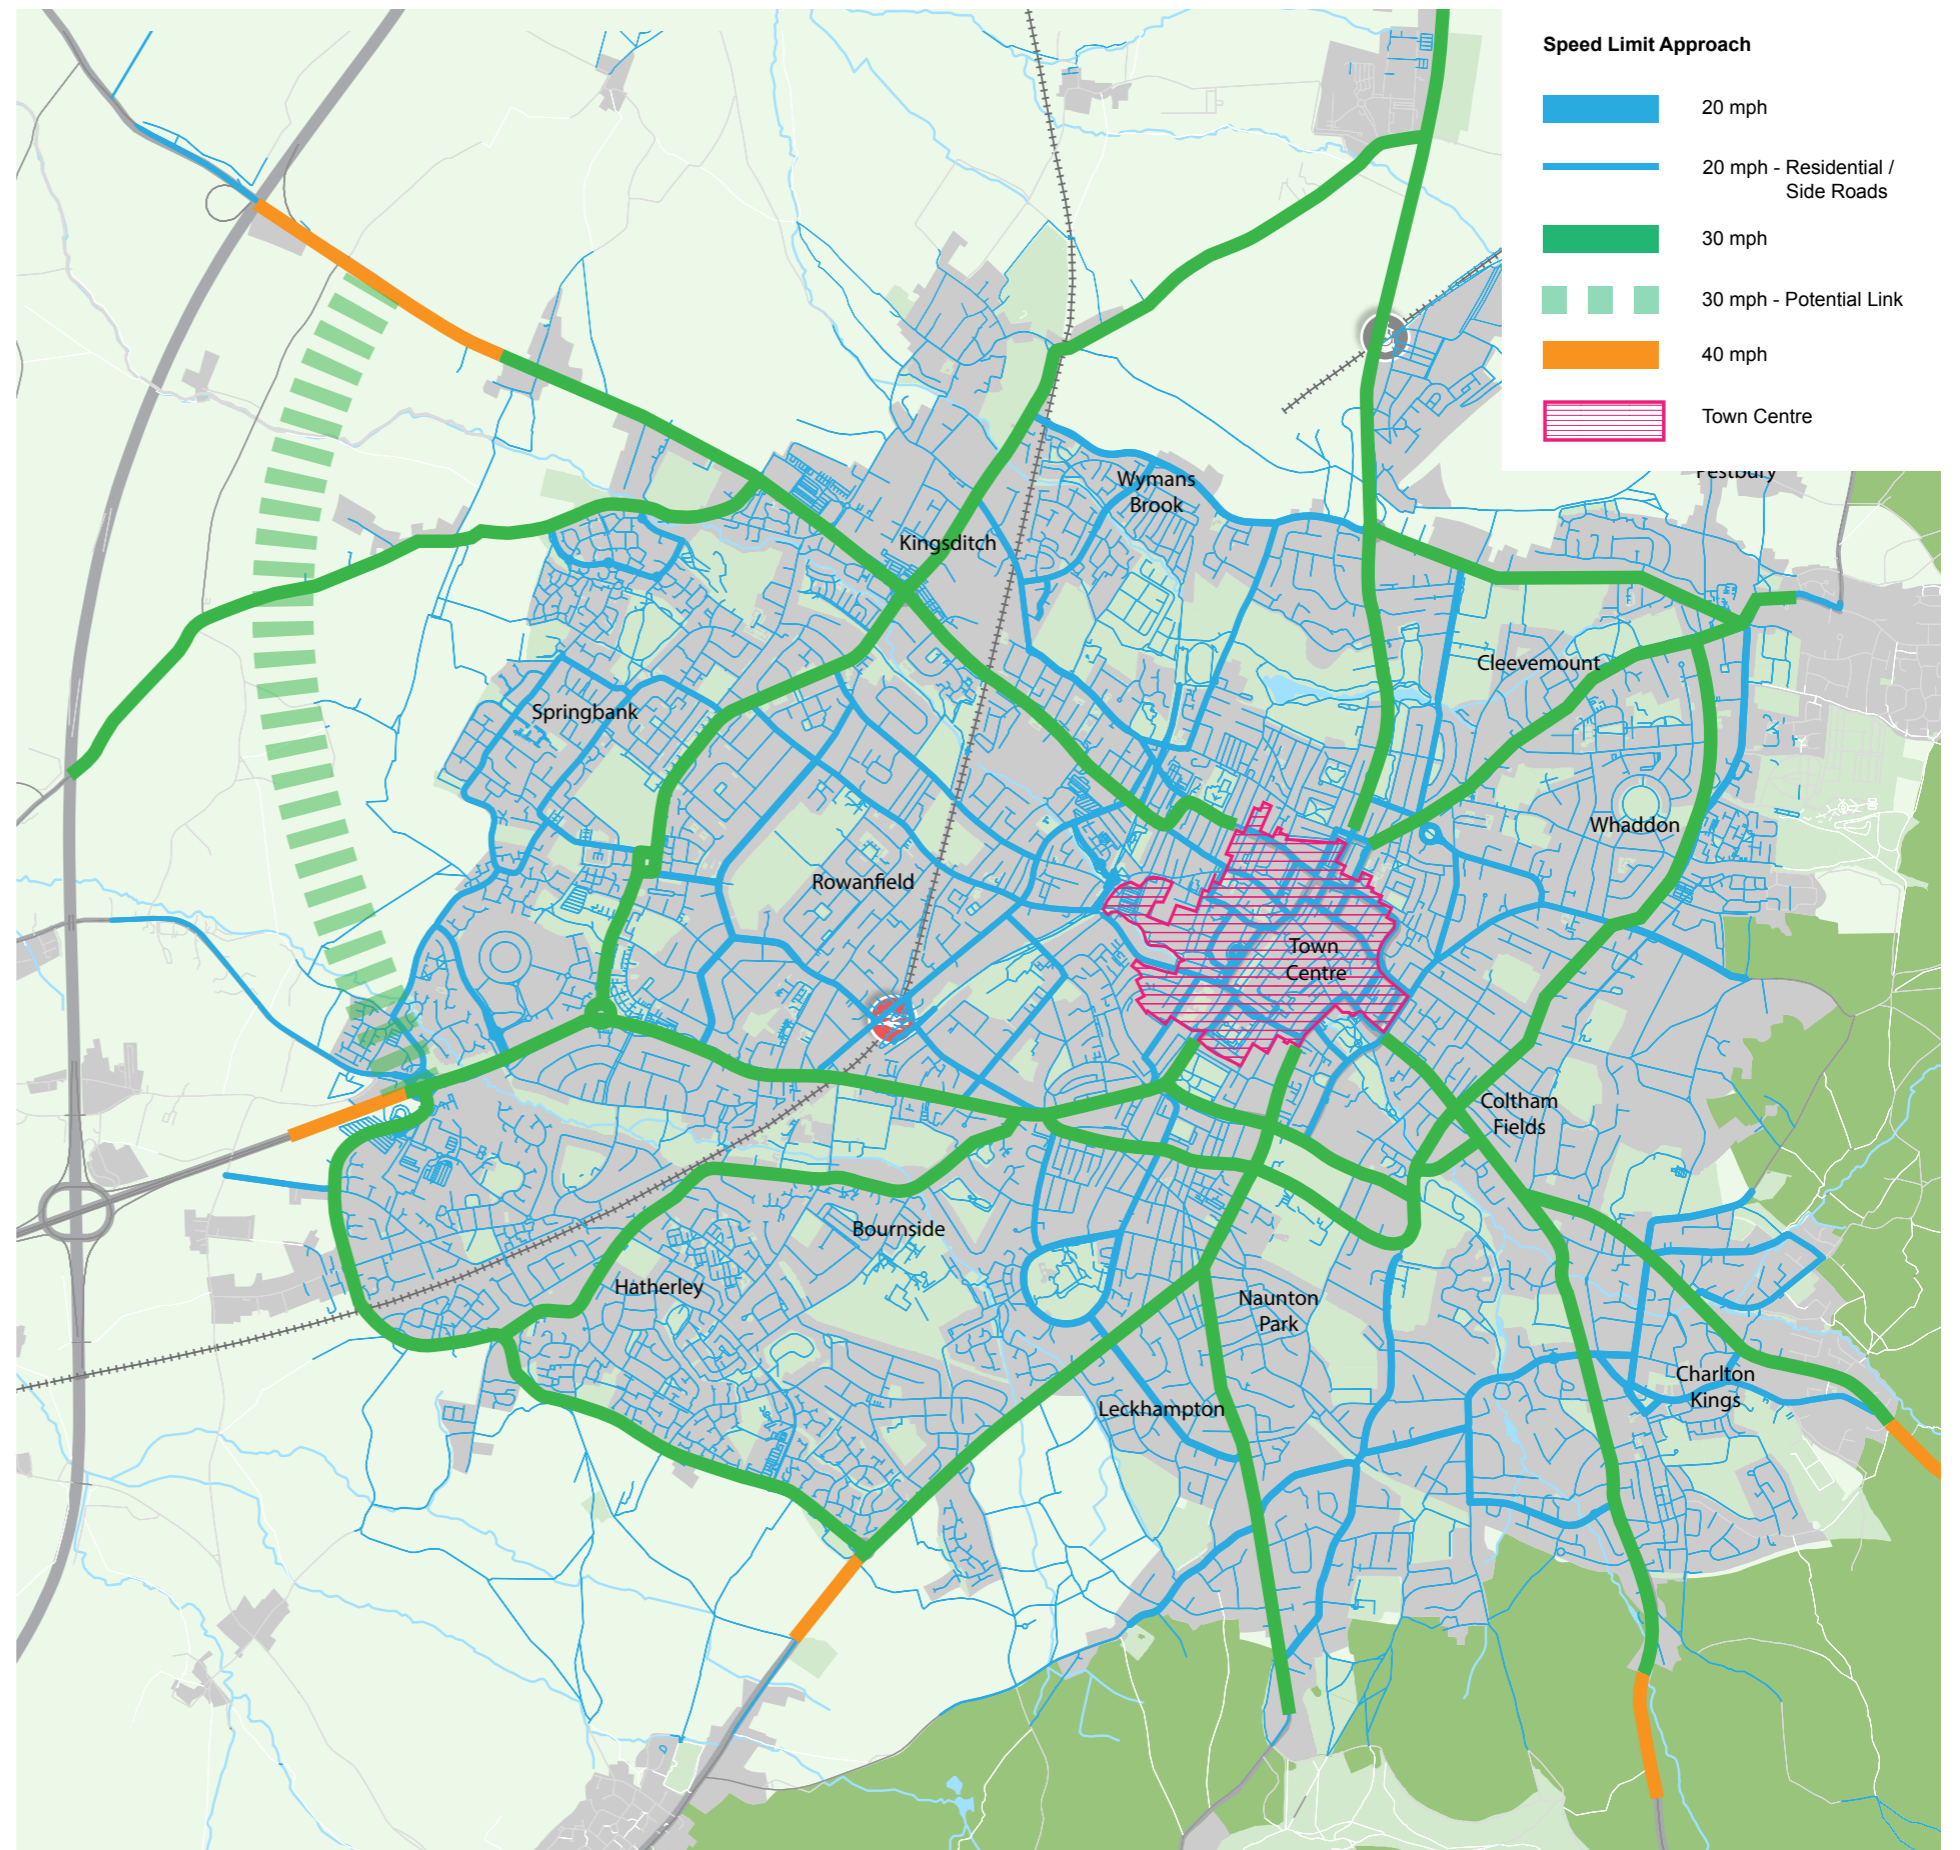 Speed Limit Approach
20 mph
20 mph - Residential /
Side Roads
30 mph
30 mph - Potential Link
40 mph
Town Centre
Wymans
Brook
Kingsditch
Cleevemount
Springbank
Whaddon
Rowanfield
Town
Centre
Coltham
Fields
Bournside
Hatherley
Naunton
Park
Charlton
Kings
Leckhampton